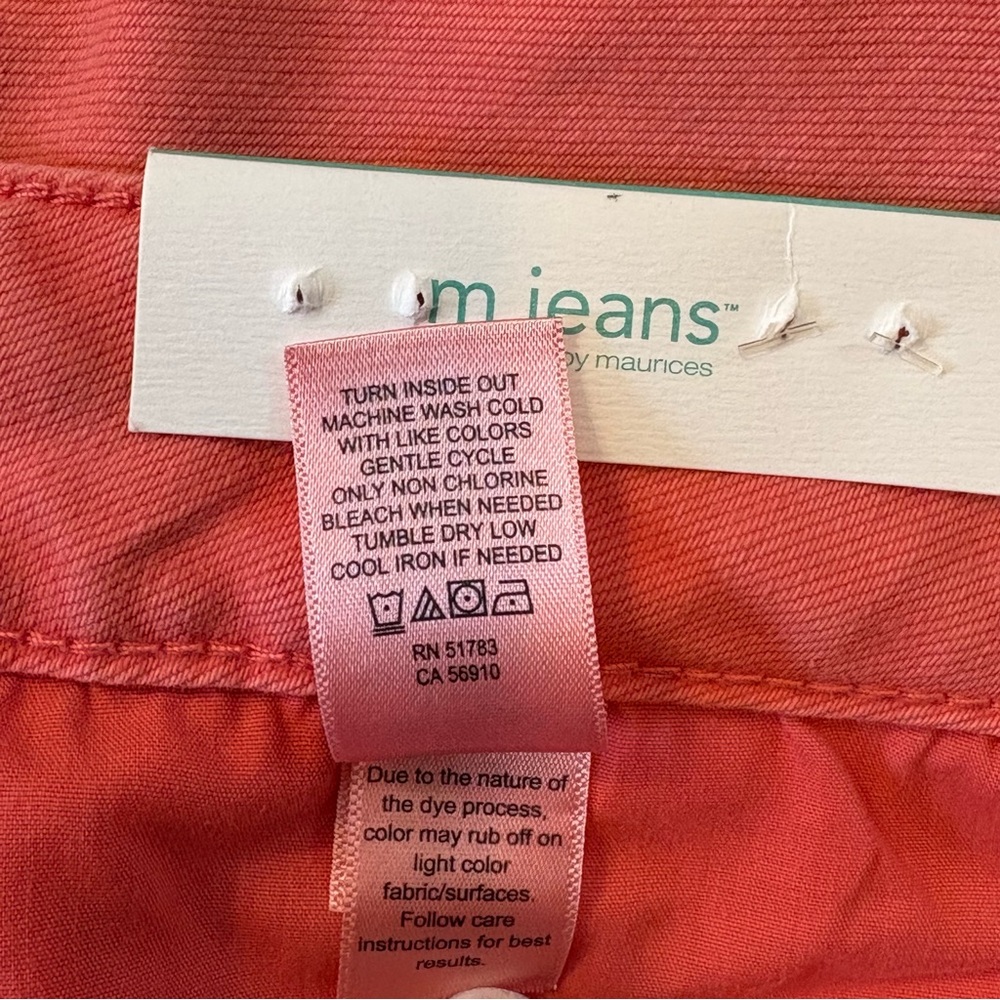 m jeans™
by maurices
TURN INSIDE OUT
MACHINE WASH COLD
WITH LIKE COLORS
GENTLE CYCLE
ONLY NON CHLORINE
BLEACH WHEN NEEDED
TUMBLE DRY LOW
COOL IRON IF NEEDED
RN 51783
CA 56910
Due to the nature of
the dye process,
color may rub off on
light color
fabric/surfaces.
Follow care
instructions for best
results.